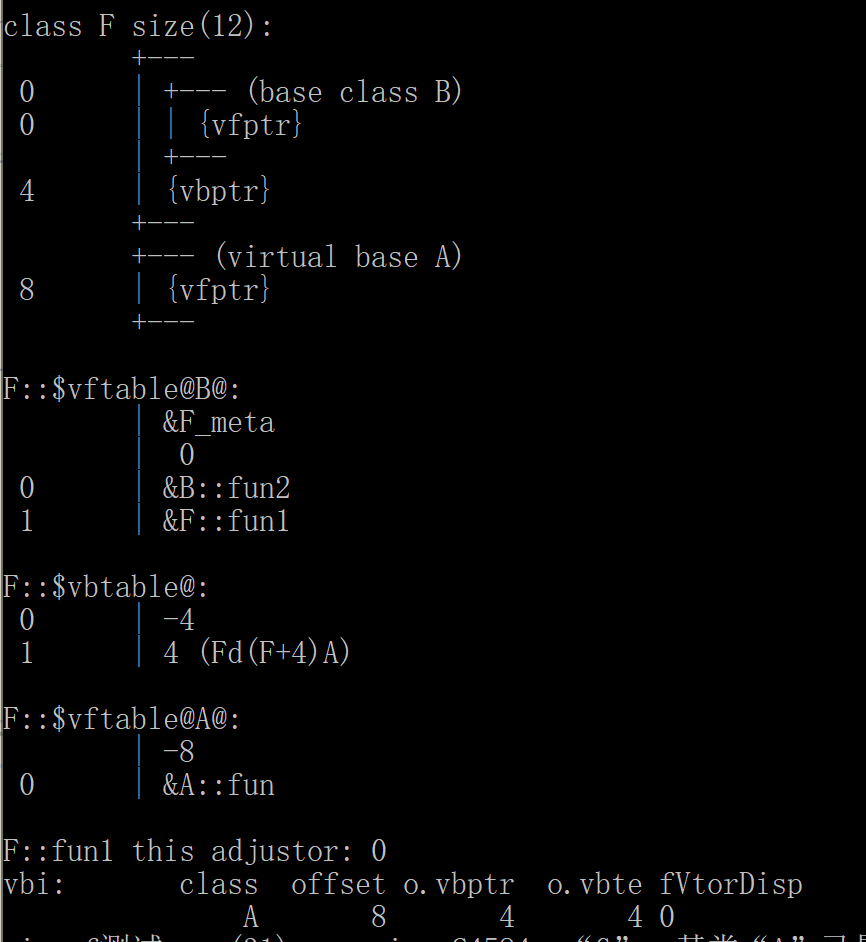 class F size(12):
+---
0 | +--- (base class B)
0 | | {vfptr}
| +---
4 | {vbptr}
+---
+--- (virtual base A)
8 | {vfptr}
+---
F::$vftable@B@:
| &F_meta
| 0
0 | &B::fun2
1 | &F::fun1
F::$vbtable@:
0 | -4
1 | 4 (Fd(F+4)A)
F::$vftable@A@:
| -8
0 | &A::fun
F::fun1 this adjustor: 0
vbi: class offset o.vbptr o.vbte fVtorDisp
A 8 4 4 0